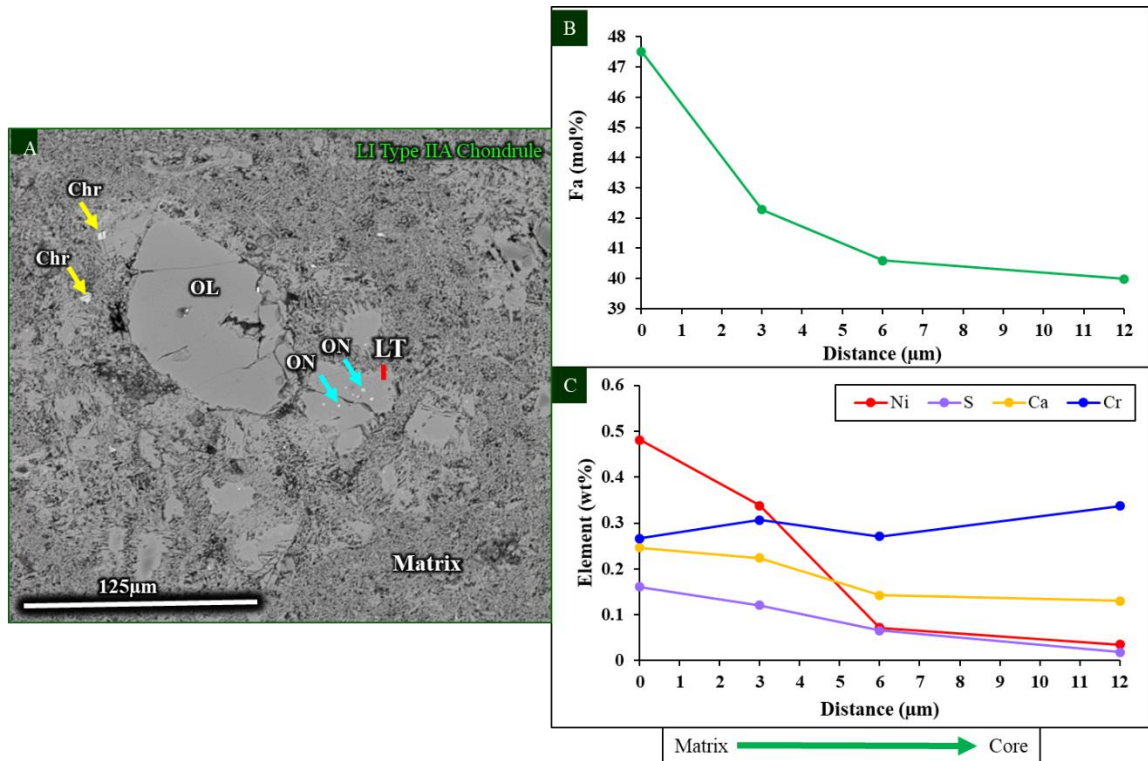 A
LI Type IIA Chondrule
Chr
Chr
OL
ON
ON
LT
Matrix
125μm
B
Fa (mol%)
48
47
46
45
44
43
42
41
40
39
0 1 2 3 4 5 6 7 8 9 10 11 12
Distance (μm)
C
Ni S Ca Cr
Element (wt%)
0.6
0.5
0.4
0.3
0.2
0.1
0
0 1 2 3 4 5 6 7 8 9 10 11 12
Distance (μm)
Matrix Core